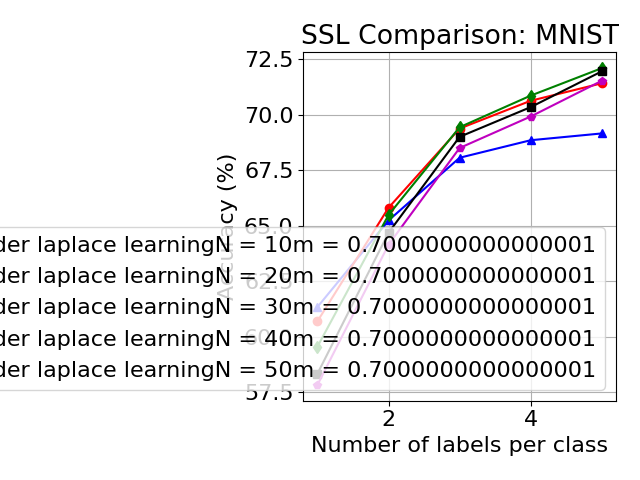 SSL Comparison: MNIST
72.5
70.0
67.5
65.0
62.5
60.0
57.5
Accuracy (%)
der laplace learningN = 10m = 0.7000000000000001
der laplace learningN = 20m = 0.7000000000000001
der laplace learningN = 30m = 0.7000000000000001
der laplace learningN = 40m = 0.7000000000000001
der laplace learningN = 50m = 0.7000000000000001
2 4
Number of labels per class